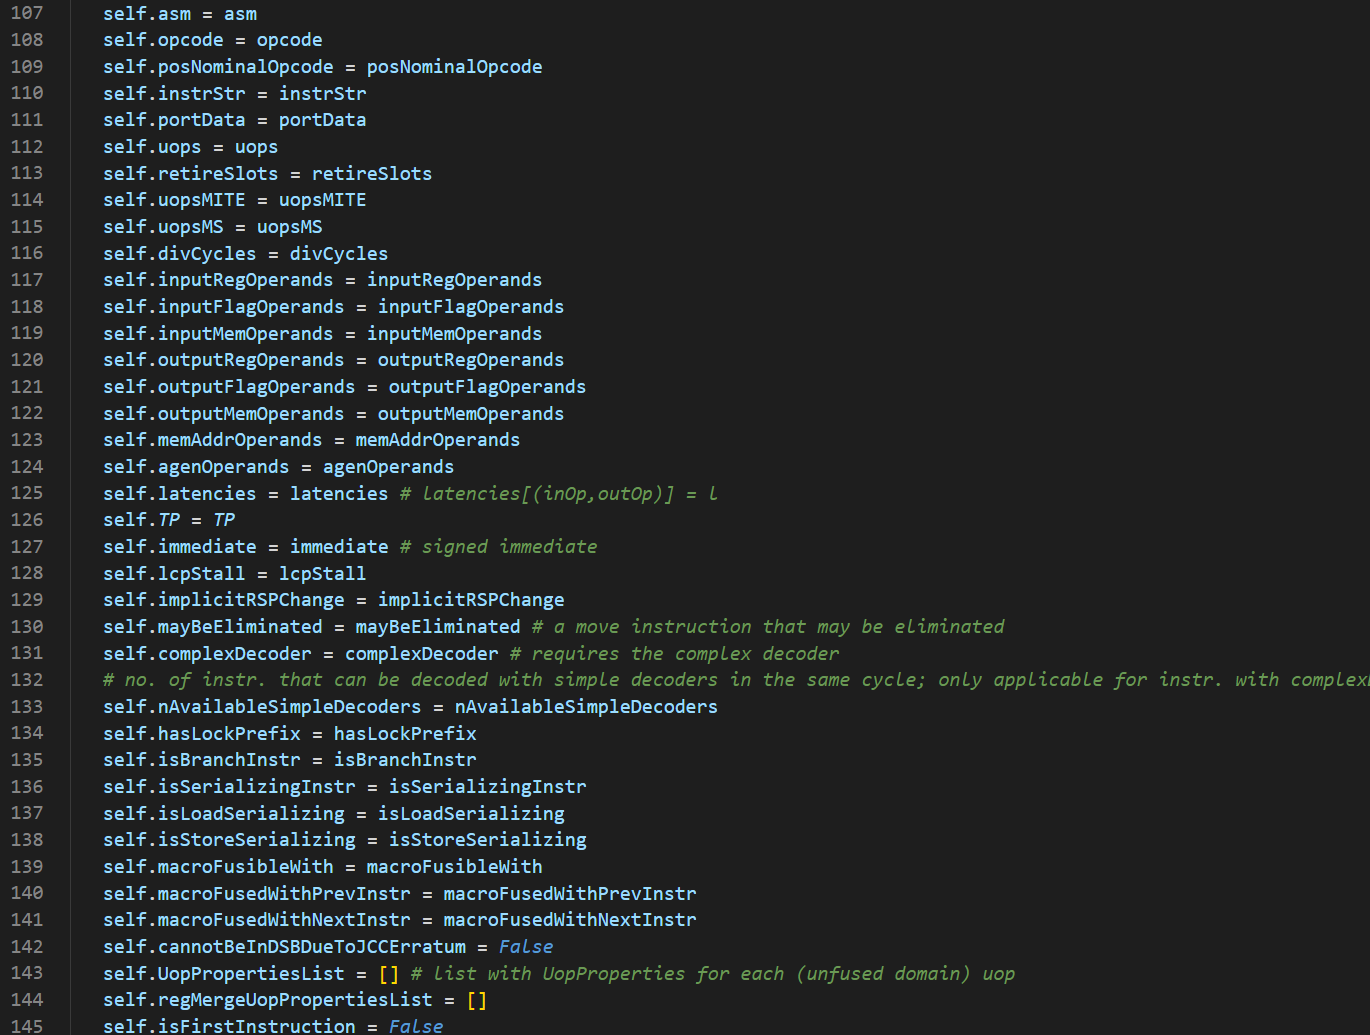 107 self.asm = asm
108 self.opcode = opcode
109 self.posNominalOpcode = posNominalOpcode
110 self.instrStr = instrStr
111 self.portData = portData
112 self.uops = uops
113 self.retireSlots = retireSlots
114 self.uopsMITE = uopsMITE
115 self.uopsMS = uopsMS
116 self.divCycles = divCycles
117 self.inputRegOperands = inputRegOperands
118 self.inputFlagOperands = inputFlagOperands
119 self.inputMemOperands = inputMemOperands
120 self.outputRegOperands = outputRegOperands
121 self.outputFlagOperands = outputFlagOperands
122 self.outputMemOperands = outputMemOperands
123 self.memAddrOperands = memAddrOperands
124 self.agenOperands = agenOperands
125 self.latencies = latencies # latencies[(inOp,outOp)] = l
126 self.TP = TP
127 self.immediate = immediate # signed immediate
128 self.lcpStall = lcpStall
129 self.implicitRSPChange = implicitRSPChange
130 self.mayBeEliminated = mayBeEliminated # a move instruction that may be eliminated
131 self.complexDecoder = complexDecoder # requires the complex decoder
132 # no. of instr. that can be decoded with simple decoders in the same cycle; only applicable for instr. with complex
133 self.nAvailableSimpleDecoders = nAvailableSimpleDecoders
134 self.hasLockPrefix = hasLockPrefix
135 self.isBranchInstr = isBranchInstr
136 self.isSerializingInstr = isSerializingInstr
137 self.isLoadSerializing = isLoadSerializing
138 self.isStoreSerializing = isStoreSerializing
139 self.macroFusibleWith = macroFusibleWith
140 self.macroFusedWithPrevInstr = macroFusedWithPrevInstr
141 self.macroFusedWithNextInstr = macroFusedWithNextInstr
142 self.cannotBeInDSBDueToJCCErratum = False
143 self.UopPropertiesList = [] # list with UopProperties for each (unfused domain) uop
144 self.regMergeUopPropertiesList = []
145 self.isFirstInstruction = False